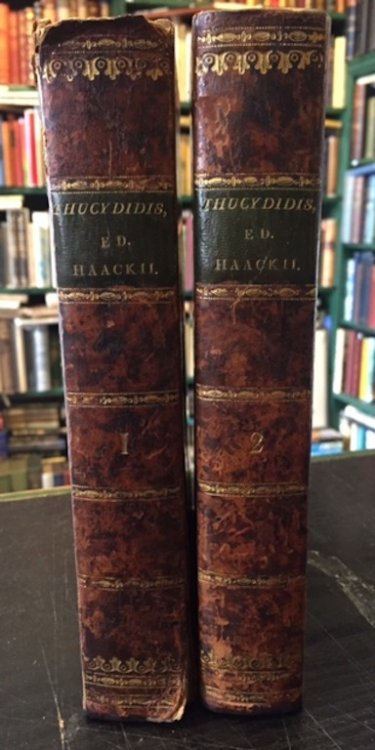 THUCYDIDIS,
ED.
HAACKII.
1
THUCYDIDIS,
ED.
HAACKII.
2